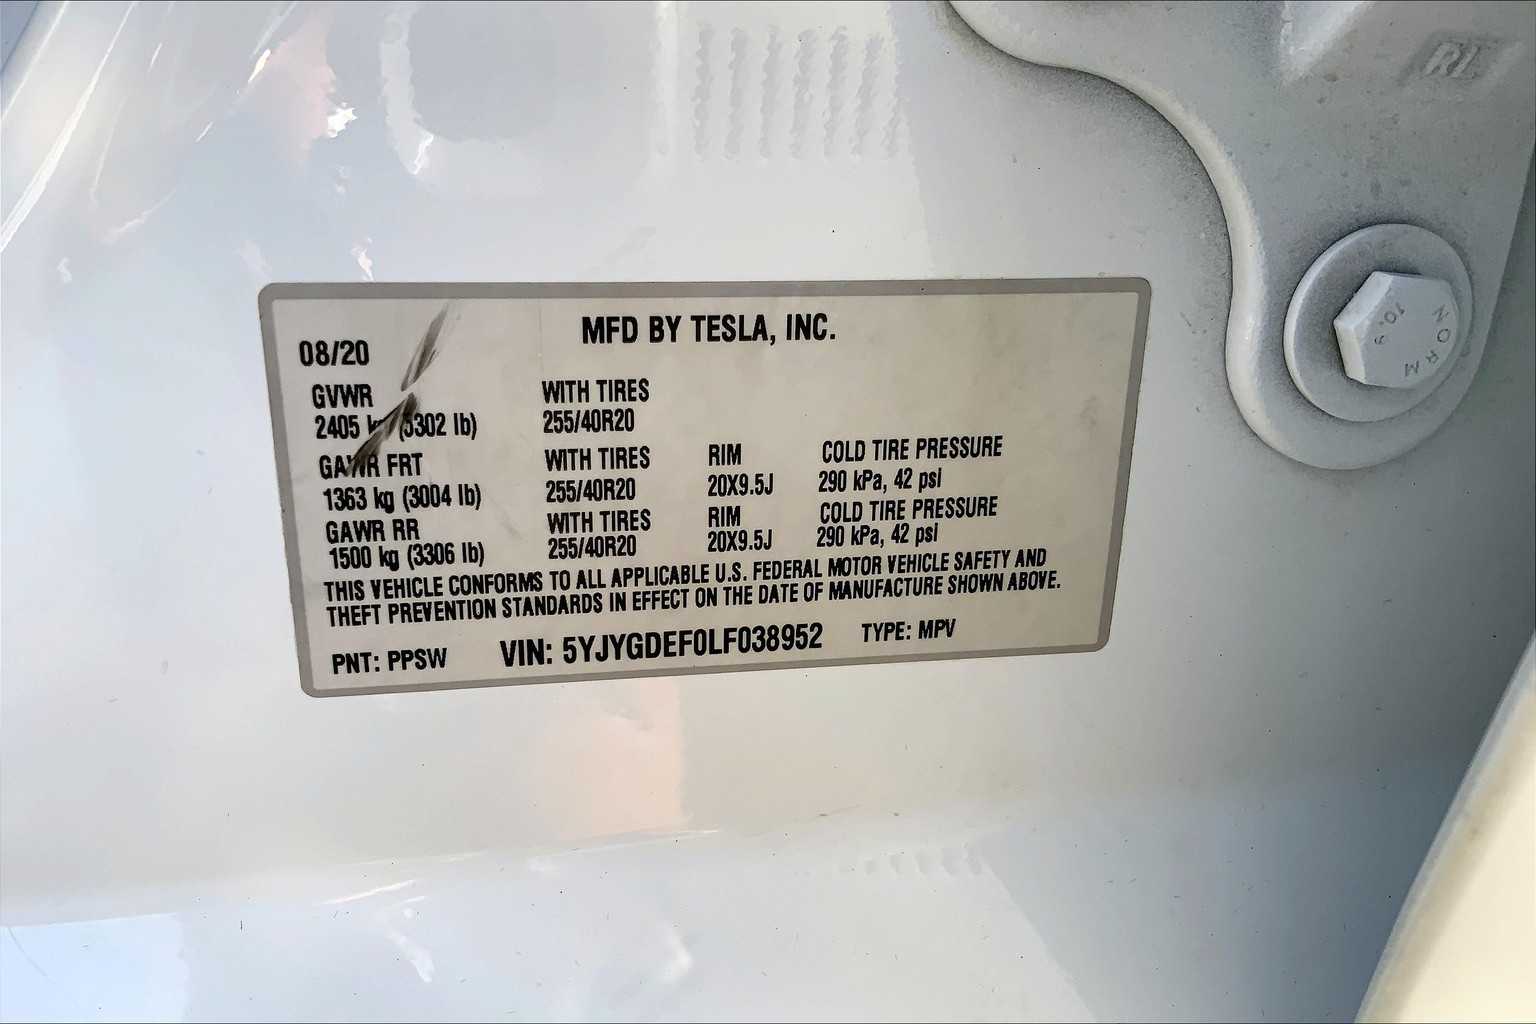 MFD BY TESLA, INC.
08/20
GVWR WITH TIRES
2405 kg (5302 lb) 255/40R20
GAWR FRT WITH TIRES RIM COLD TIRE PRESSURE
1363 kg (3004 lb) 255/40R20 20X9.5J 290 kPa, 42 psi
GAWR RR WITH TIRES RIM COLD TIRE PRESSURE
1500 kg (3306 lb) 255/40R20 20X9.5J 290 kPa, 42 psi
THIS VEHICLE CONFORMS TO ALL APPLICABLE U.S. FEDERAL MOTOR VEHICLE SAFETY AND
THEFT PREVENTION STANDARDS IN EFFECT ON THE DATE OF MANUFACTURE SHOWN ABOVE.
PNT: PPSW VIN: 5YJYGDEF0LF038952 TYPE: MPV
RL
NORM
10.9